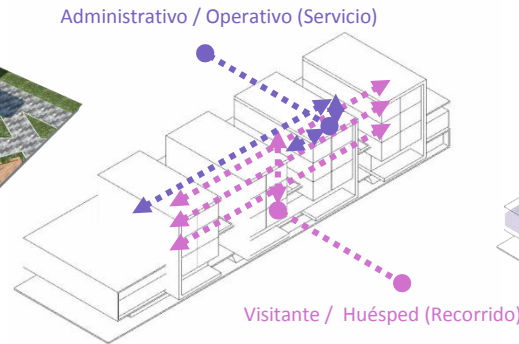 Administrativo / Operativo (Servicio)
Visitante / Huésped (Recorrido)